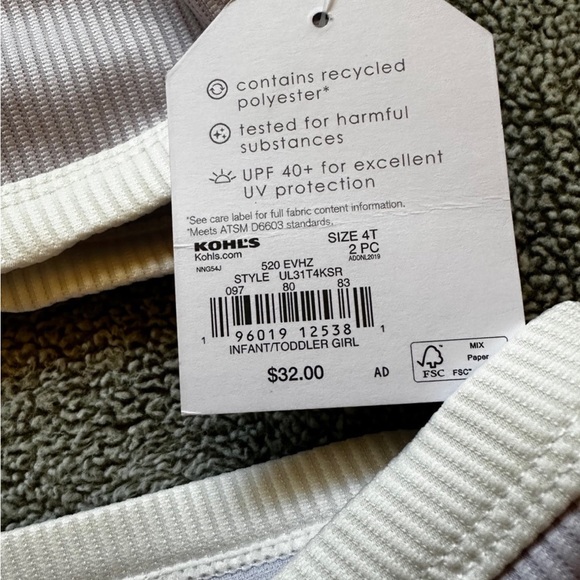 contains recycled
polyester*
tested for harmful
substances
UPF 40+ for excellent
UV protection
*See care label for full fabric content information.
*Meets ATSM D6603 standards.
KOHL'S SIZE 4T
Kohls.com 2 PC
NNG54J 520 EVHZ ADONL2019
STYLE UL31T4KSR
097 80 83
1 96019 12538 1
INFANT/TODDLER GIRL
$32.00 AD
MIX
Paper
FSC FSC